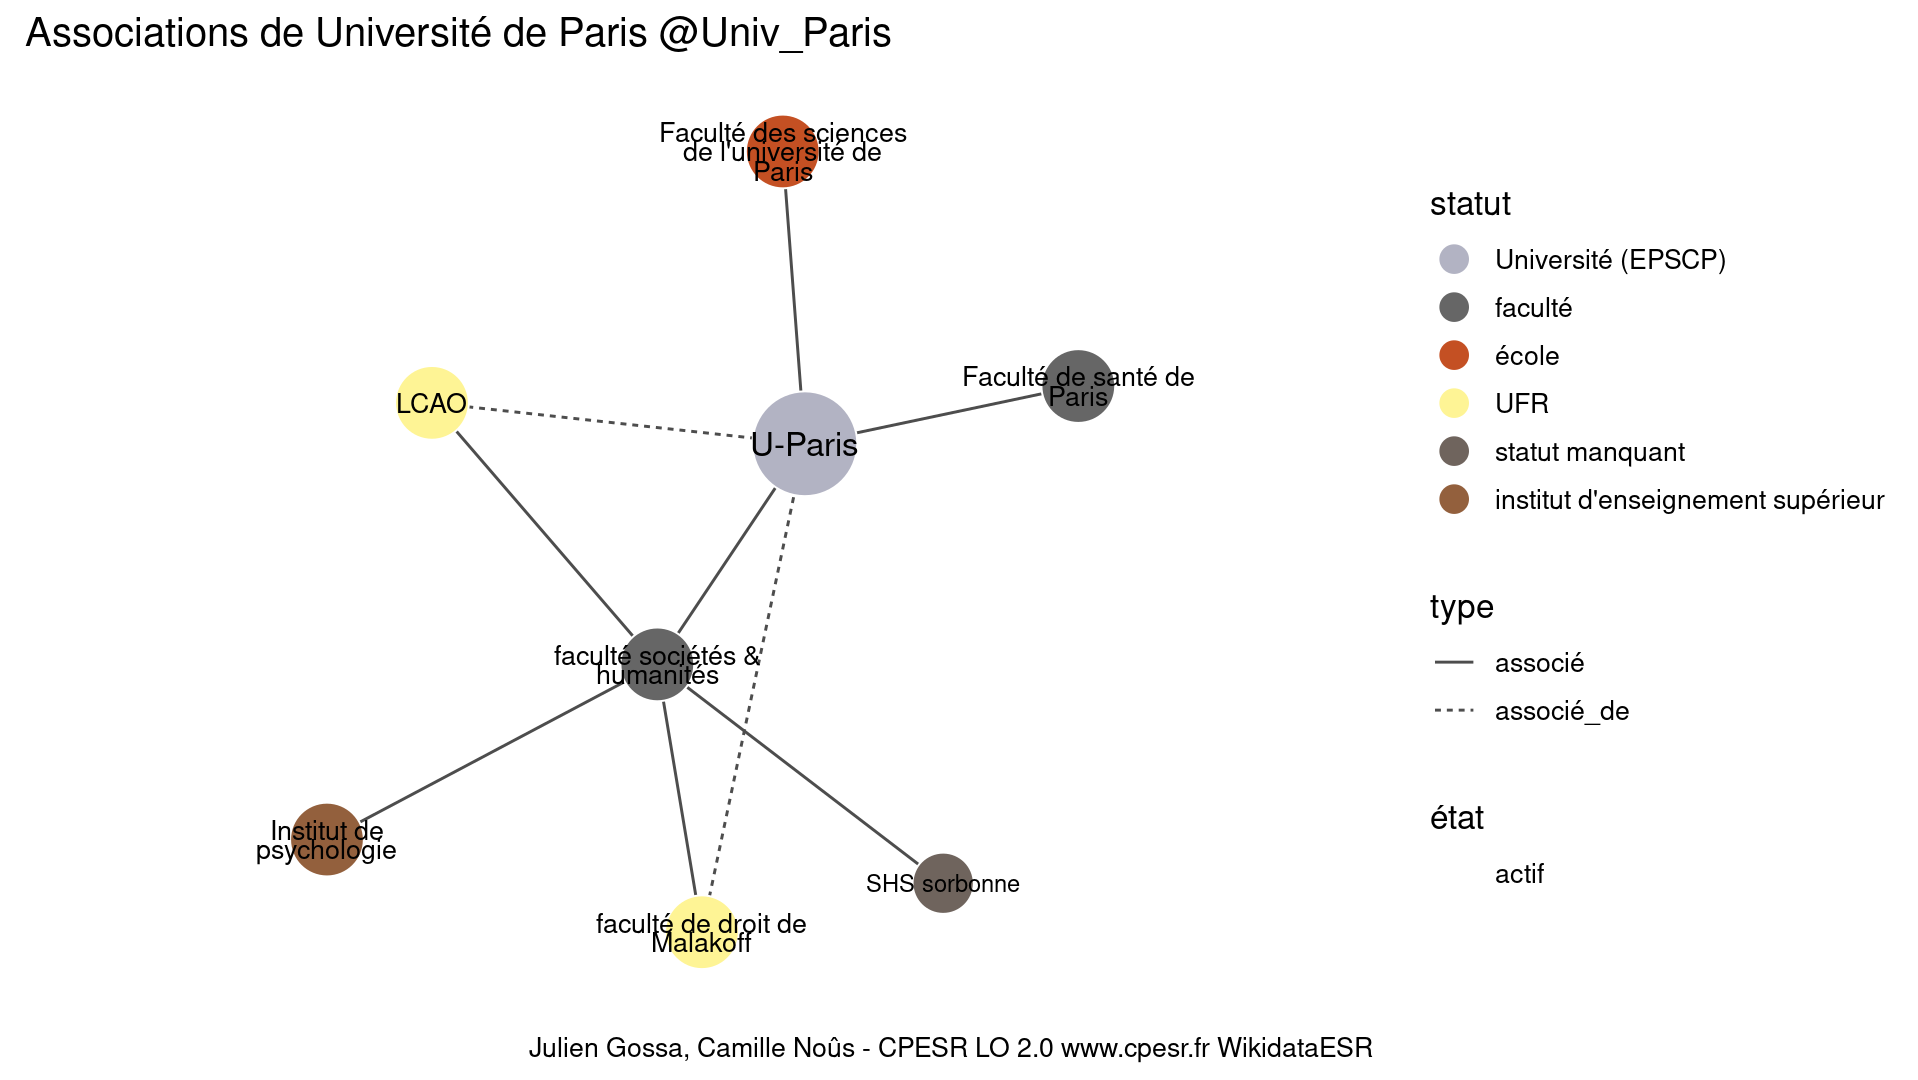 Associations de Université de Paris @Univ_Paris
Faculté des sciences
de l'université de
Paris
Faculté de santé de
Paris
LCAO
U-Paris
faculté sociétés &
humanités
Institut de
psychologie
SHS sorbonne
faculté de droit de
Malakoff
statut
Université (EPSCP)
faculté
école
UFR
statut manquant
institut d'enseignement supérieur
type
associé
associé_de
état
actif
Julien Gossa, Camille Noûs - CPESR LO 2.0 www.cpesr.fr WikidataESR